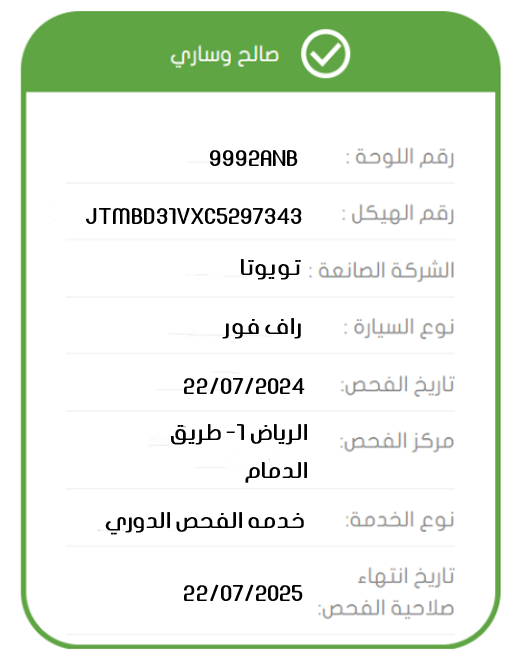 صالح وساري
رقم اللوحة : 9992ANB
رقم الهيكل : JTMBD31VXC5297343
الشركة الصانعة : تويوتا
نوع السيارة : راف فور
تاريخ الفحص: 22/07/2024
مركز الفحص: الرياض 1- طريق
الدمام
نوع الخدمة: خدمه الفحص الدوري
تاريخ انتهاء
صلاحية الفحص: 22/07/2025